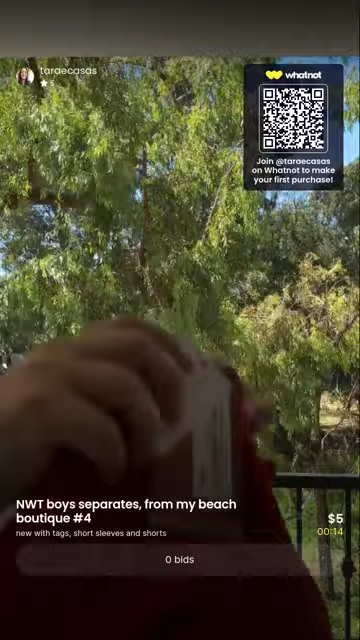 taraecasas
★ 5
whatnot
Join @taraecasas
on Whatnot to make
your first purchase!
NWT boys separates, from my beach
boutique #4
$5
new with tags, short sleeves and shorts
00:14
0 bids